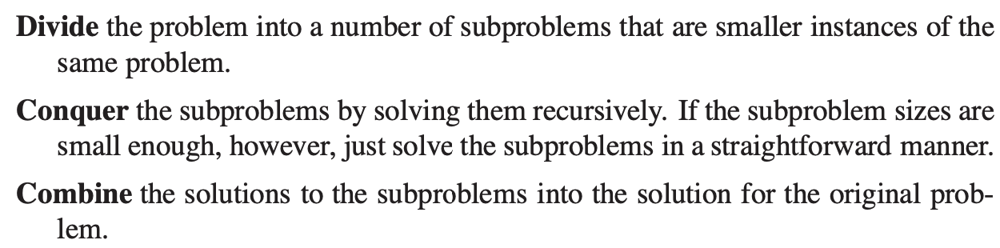 Divide the problem into a number of subproblems that are smaller instances of the
same problem.
Conquer the subproblems by solving them recursively. If the subproblem sizes are
small enough, however, just solve the subproblems in a straightforward manner.
Combine the solutions to the subproblems into the solution for the original prob-
lem.